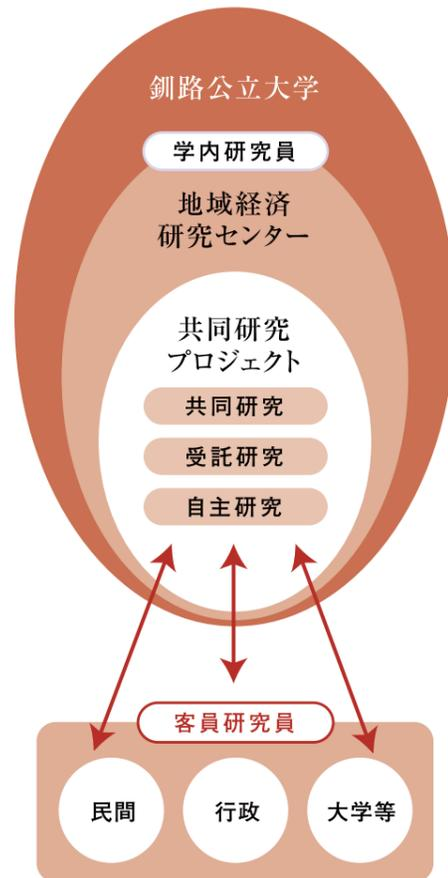 釧路公立大学
学内研究員
地域経済
研究センター
共同研究
プロジェクト
共同研究
受託研究
自主研究
客員研究員
民間
行政
大学等